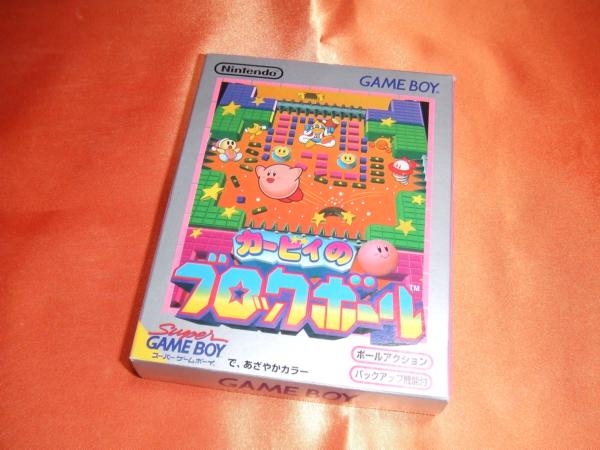 Nintendo
GAME BOY
カービィの
ブロックボール
TM
Super
GAME BOY
スーパーゲームボーイ
で、あざやかカラー
ボールアクション
バックアップ機能付
GAME BOY